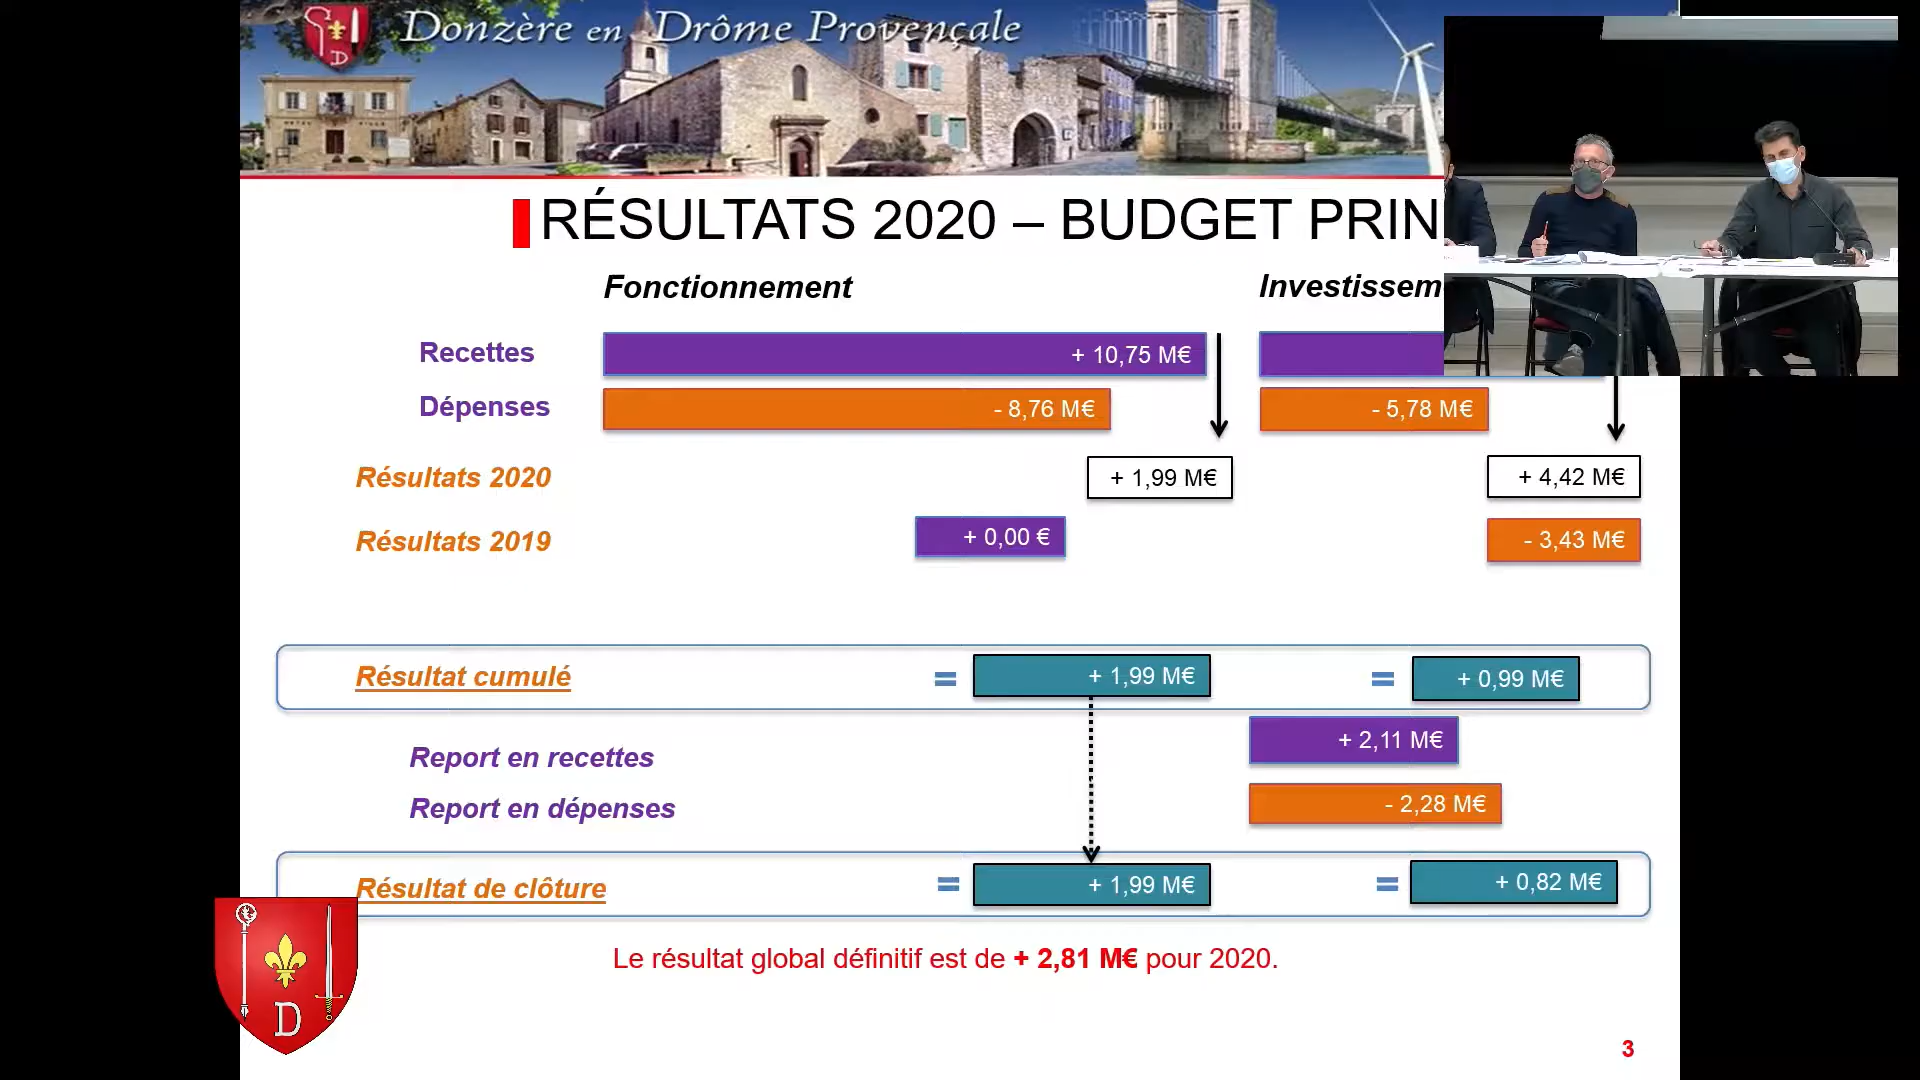 Donzère en Drôme Provençale
RÉSULTATS 2020 – BUDGET PRIN
Fonctionnement
Investissem
Recettes
+ 10,75 M€
Dépenses
- 8,76 M€
- 5,78 M€
Résultats 2020
+ 1,99 M€
+ 4,42 M€
Résultats 2019
+ 0,00 €
- 3,43 M€
Résultat cumulé
=
+ 1,99 M€
=
+ 0,99 M€
Report en recettes
+ 2,11 M€
Report en dépenses
- 2,28 M€
Résultat de clôture
=
+ 1,99 M€
=
+ 0,82 M€
D
Le résultat global définitif est de + 2,81 M€ pour 2020.
3